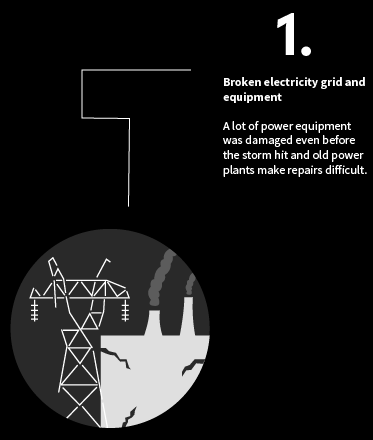 1.
Broken electricity grid and
equipment
A lot of power equipment
was damaged even before
the storm hit and old power
plants make repairs difficult.